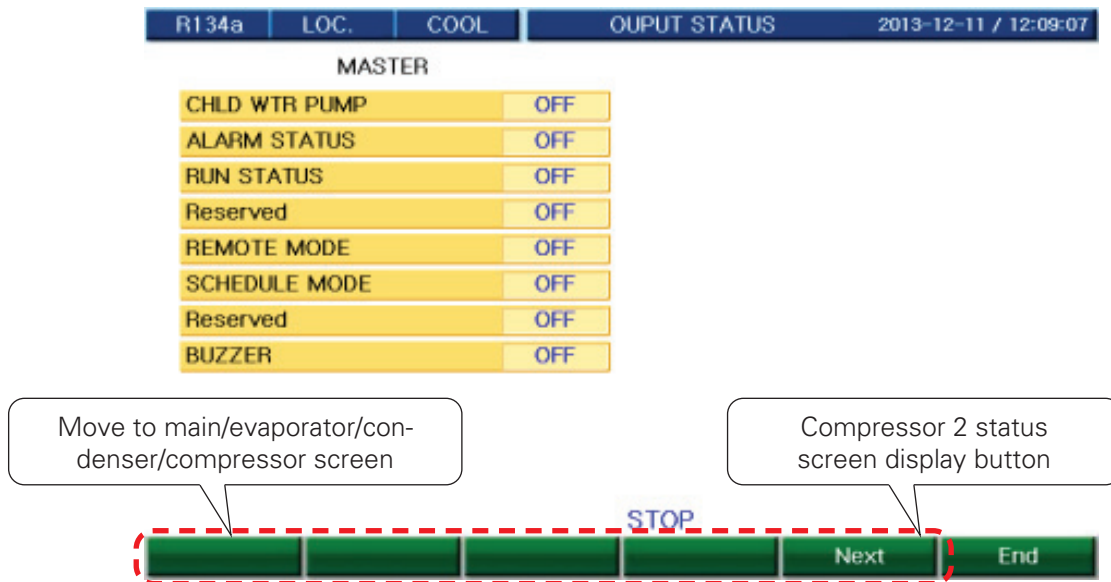 R134a LOC. COOL OUPUT STATUS 2013-12-11 / 12:09:07
MASTER
CHLD WTR PUMP OFF
ALARM STATUS OFF
RUN STATUS OFF
Reserved OFF
REMOTE MODE OFF
SCHEDULE MODE OFF
Reserved OFF
BUZZER OFF
Move to main/evaporator/con-
denser/compressor screen
Compressor 2 status
screen display button
STOP
Next End